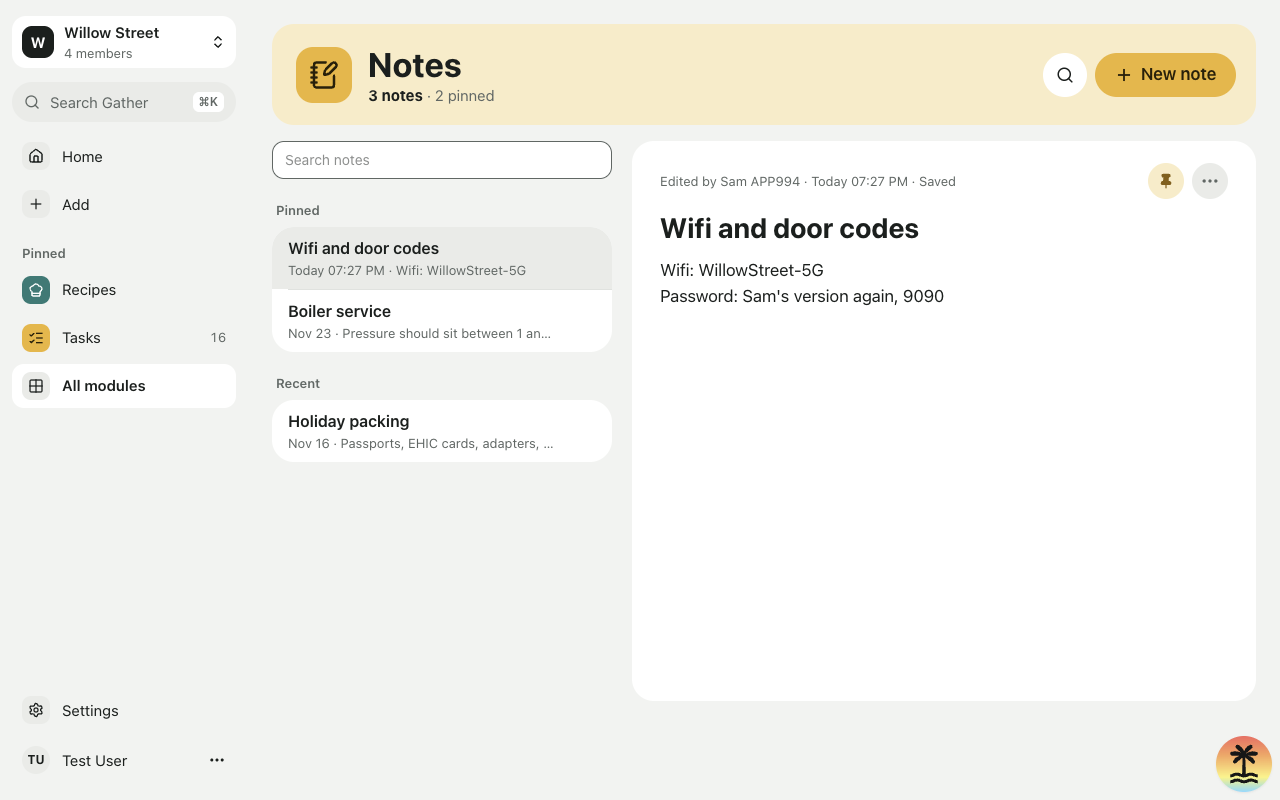 W
Willow Street
4 members
Search Gather
⌘K
Home
Add
Pinned
Recipes
Tasks
16
All modules
Settings
TU
Test User
Notes
3 notes · 2 pinned
New note
Search notes
Pinned
Wifi and door codes
Today 07:27 PM · Wifi: WillowStreet-5G
Boiler service
Nov 23 · Pressure should sit between 1 an...
Recent
Holiday packing
Nov 16 · Passports, EHIC cards, adapters, ...
Edited by Sam APP994 · Today 07:27 PM · Saved
Wifi and door codes
Wifi: WillowStreet-5G
Password: Sam's version again, 9090